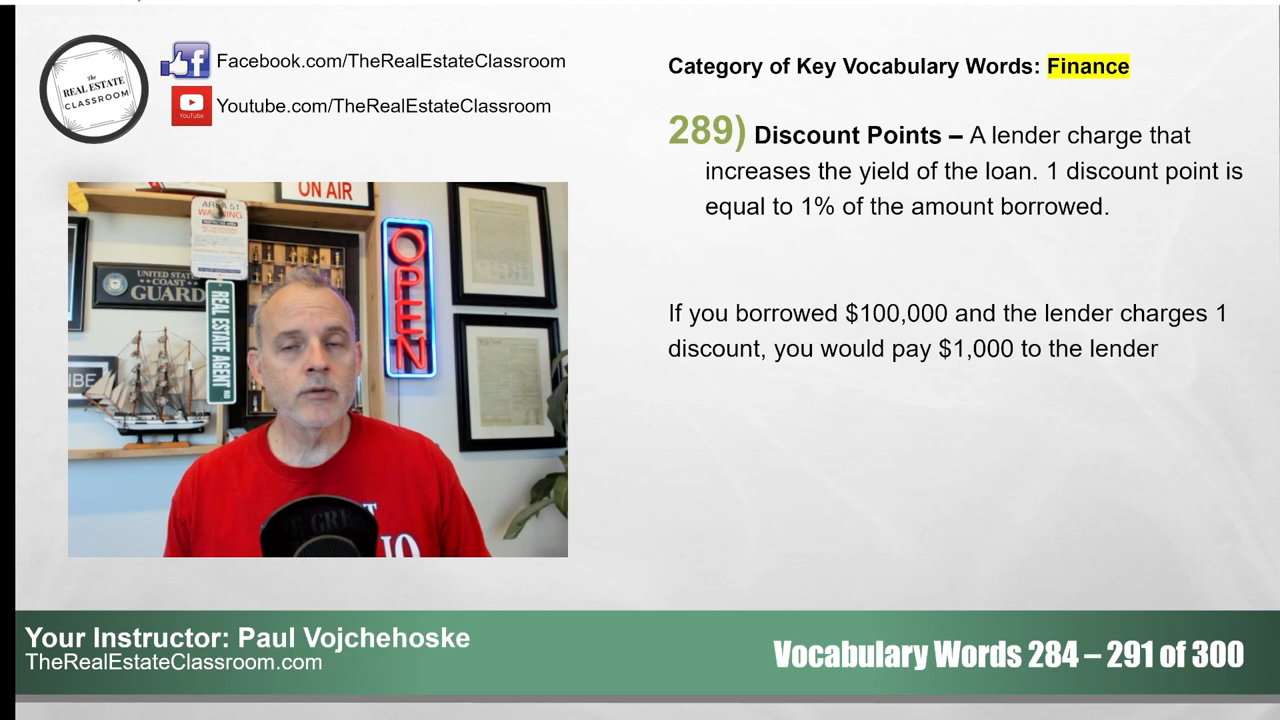 The
REAL ESTATE
CLASSROOM
Facebook.com/TheRealEstateClassroom
YouTube
Youtube.com/TheRealEstateClassroom
ON AIR
AREA 51
WARNING
UNITED STATES
COAST
GUARD
REAL ESTATE AGENT
OPEN
Category of Key Vocabulary Words: Finance
289) Discount Points – A lender charge that
increases the yield of the loan. 1 discount point is
equal to 1% of the amount borrowed.
If you borrowed $100,000 and the lender charges 1
discount, you would pay $1,000 to the lender
Your Instructor: Paul Vojchehoske
TheRealEstateClassroom.com
Vocabulary Words 284 – 291 of 300